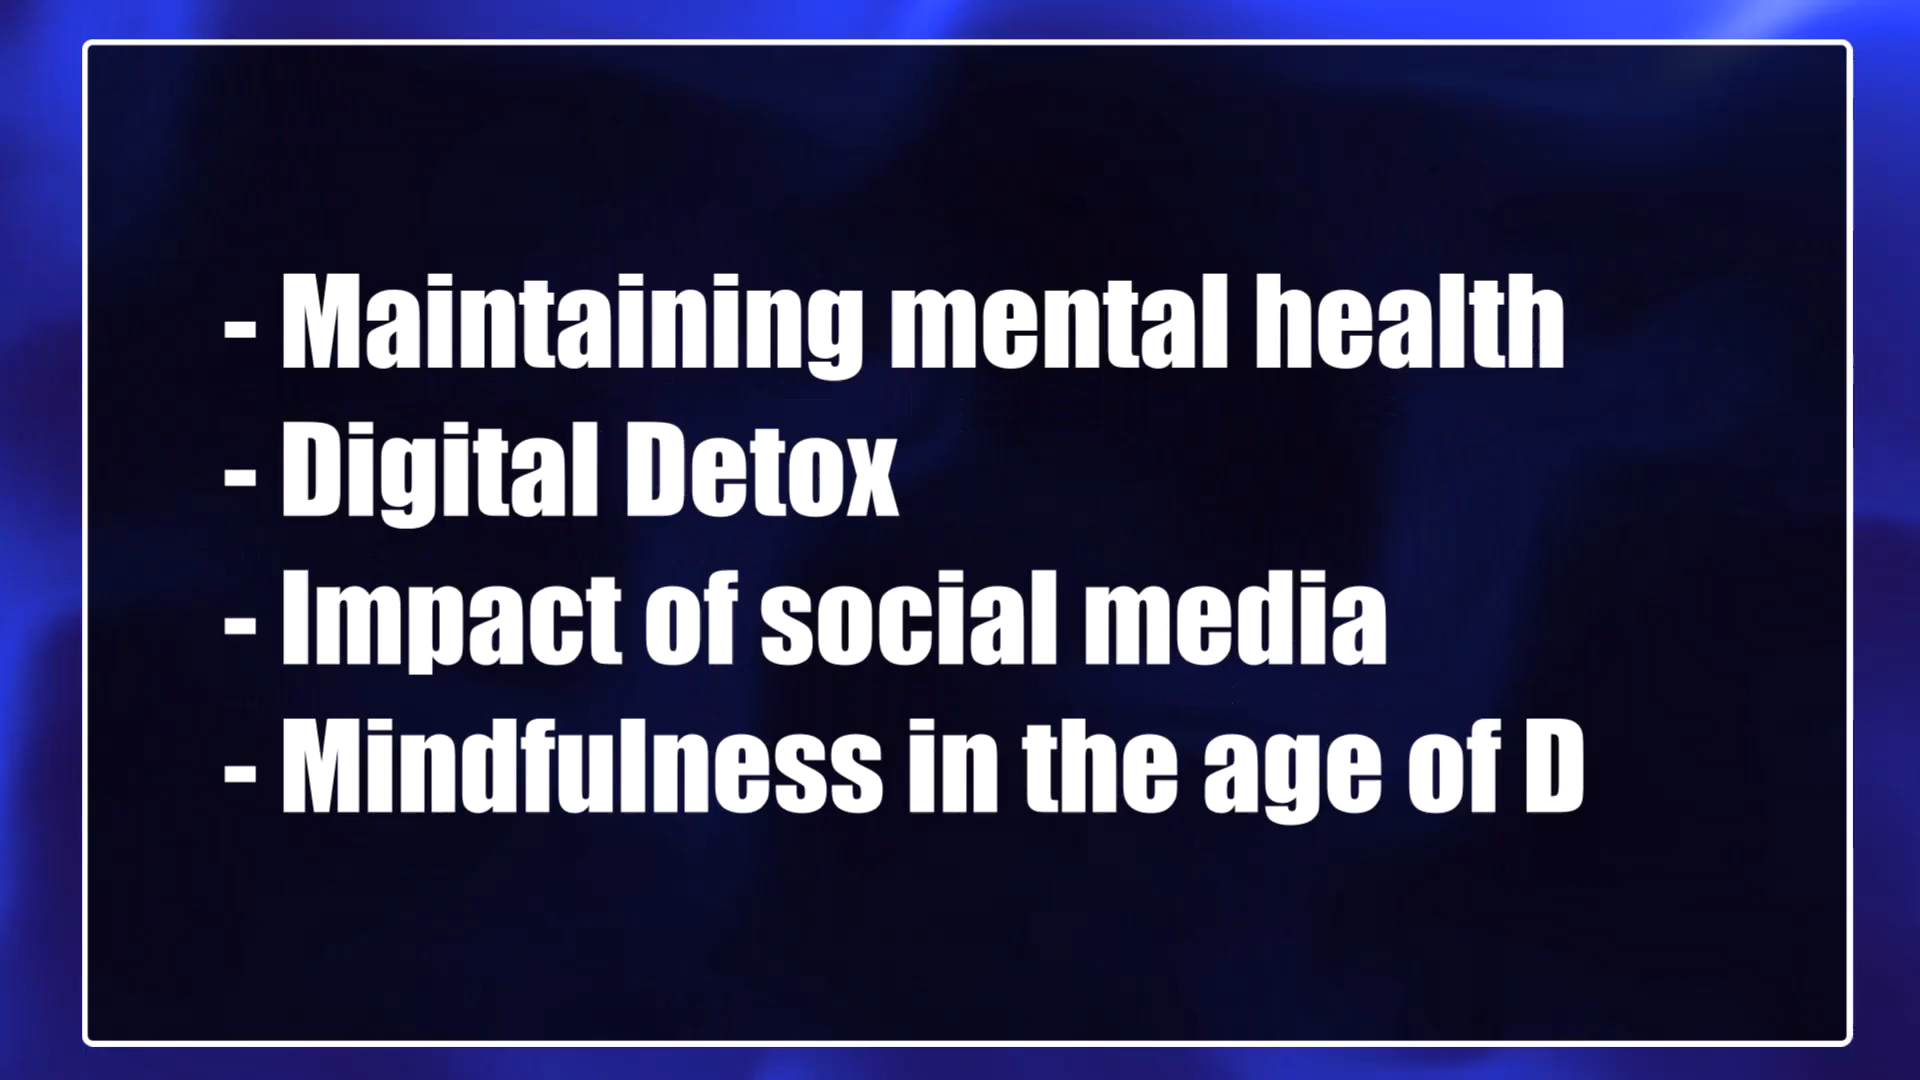 - Maintaining mental health
- Digital Detox
- Impact of social media
- Mindfulness in the age of D